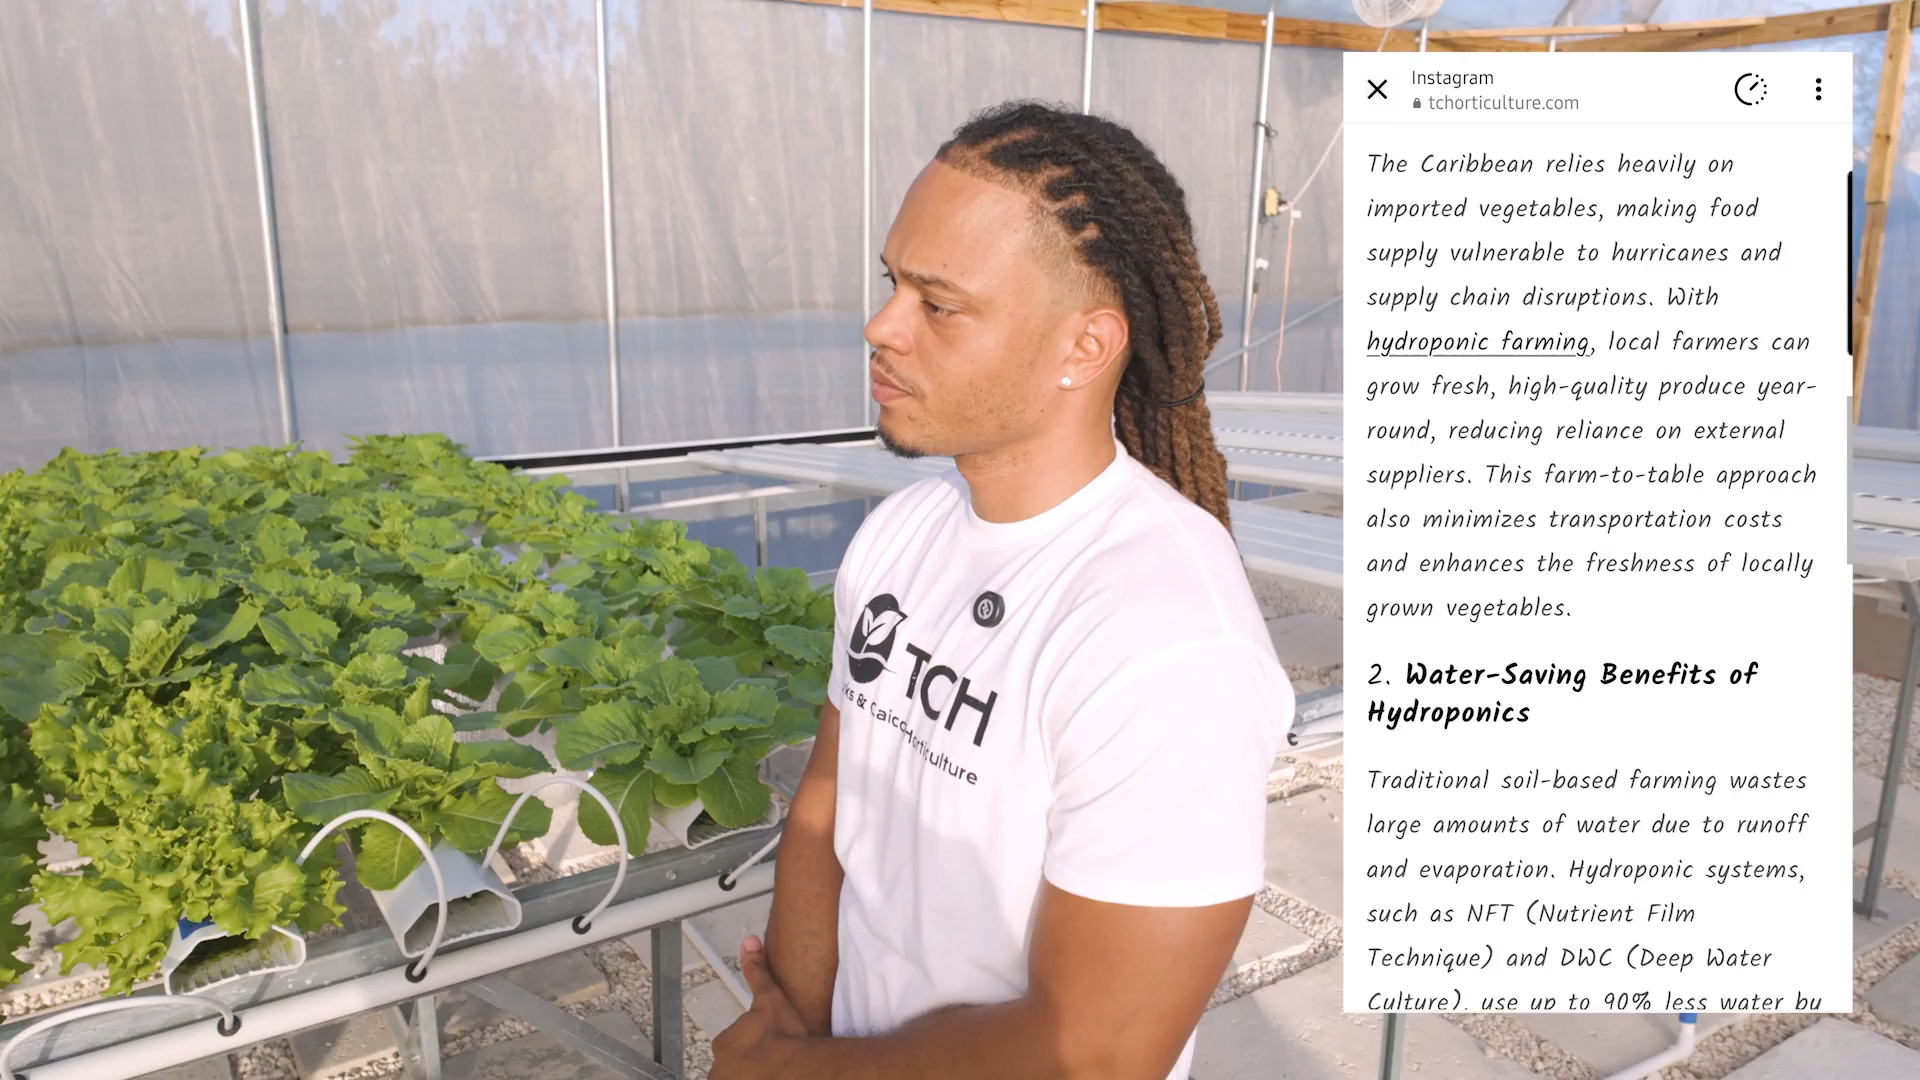 TCH
& Caicos Horticulture
Instagram
tchorticulture.com
The Caribbean relies heavily on
imported vegetables, making food
supply vulnerable to hurricanes and
supply chain disruptions. With
hydroponic farming, local farmers can
grow fresh, high-quality produce year-
round, reducing reliance on external
suppliers. This farm-to-table approach
also minimizes transportation costs
and enhances the freshness of locally
grown vegetables.
2. Water-Saving Benefits of
Hydroponics
Traditional soil-based farming wastes
large amounts of water due to runoff
and evaporation. Hydroponic systems,
such as NFT (Nutrient Film
Technique) and DWC (Deep Water
Culture), use up to 90% less water by